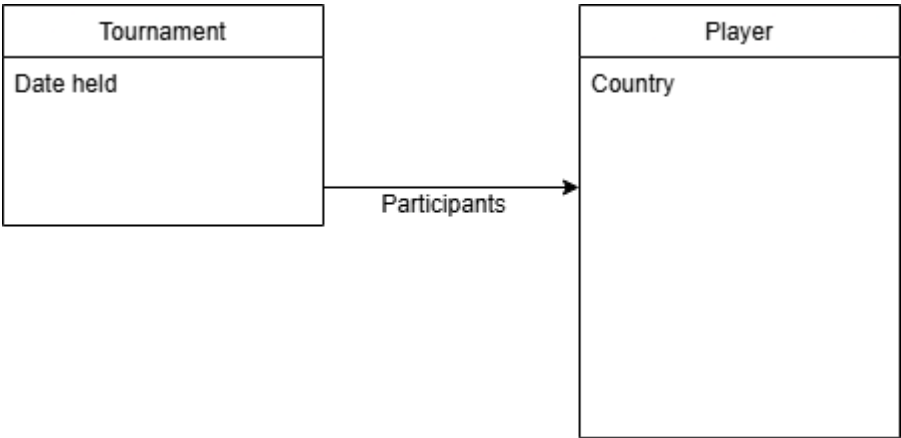 Tournament
Date held
Participants
Player
Country